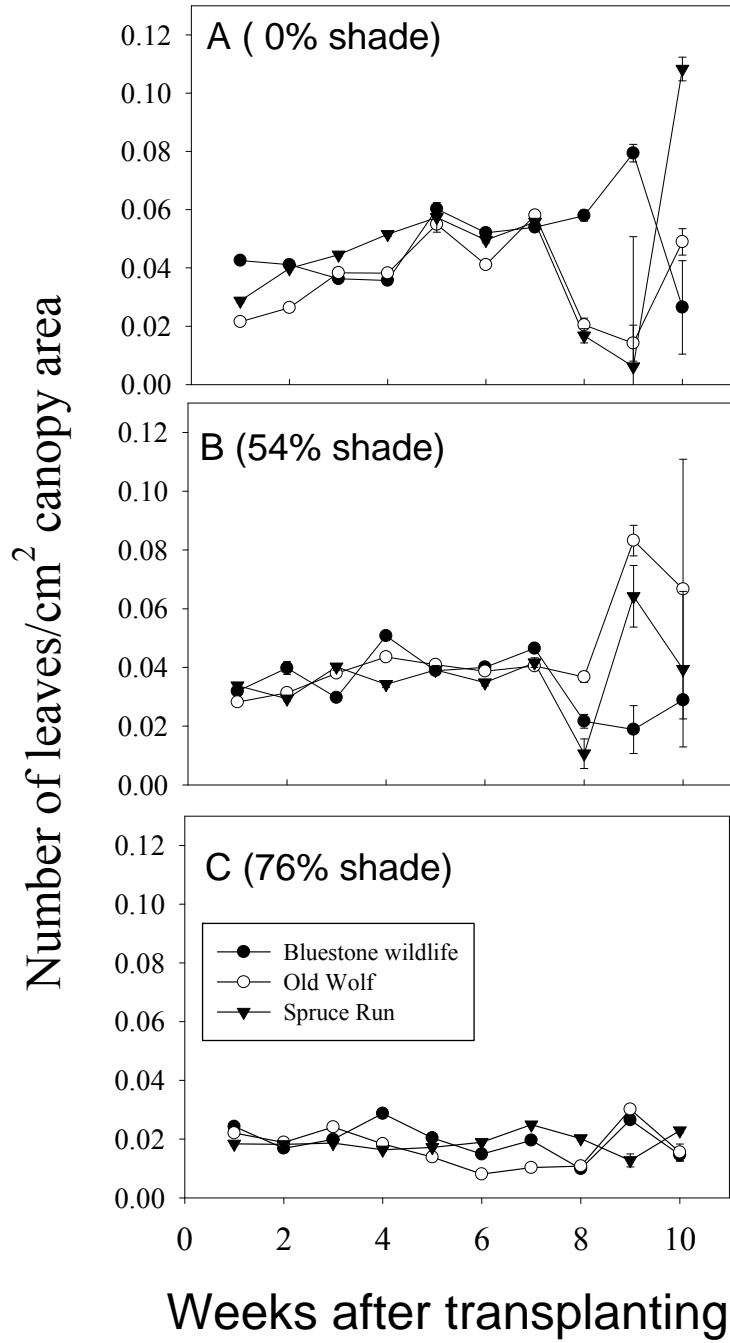 Number of leaves/cm² canopy area
A ( 0% shade)
0.12
0.10
0.08
0.06
0.04
0.02
0.00
B (54% shade)
0.12
0.10
0.08
0.06
0.04
0.02
0.00
C (76% shade)
0.12
0.10
0.08
0.06
0.04
0.02
0.00
Bluestone wildlife
Old Wolf
Spruce Run
0 2 4 6 8 10
Weeks after transplanting